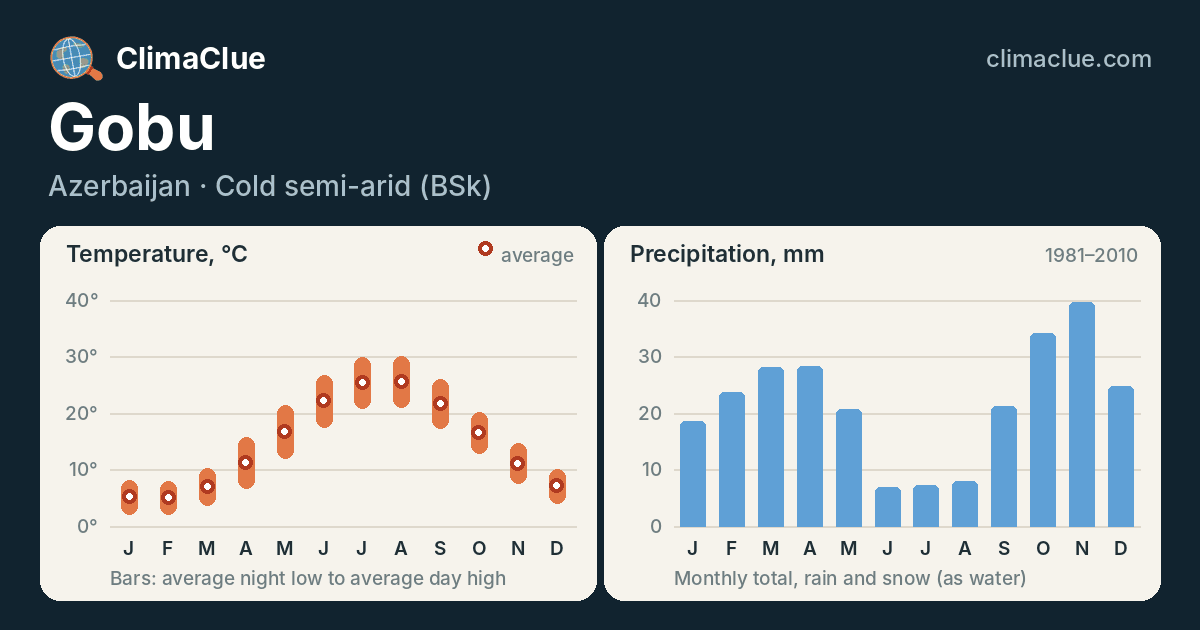 ClimaClue
climaclue.com
Gobu
Azerbaijan · Cold semi-arid (BSk)
Temperature, °C
average
40°
30°
20°
10°
0°
J F M A M J J A S O N D
Bars: average night low to average day high
Precipitation, mm
1981–2010
40
30
20
10
0
J F M A M J J A S O N D
Monthly total, rain and snow (as water)